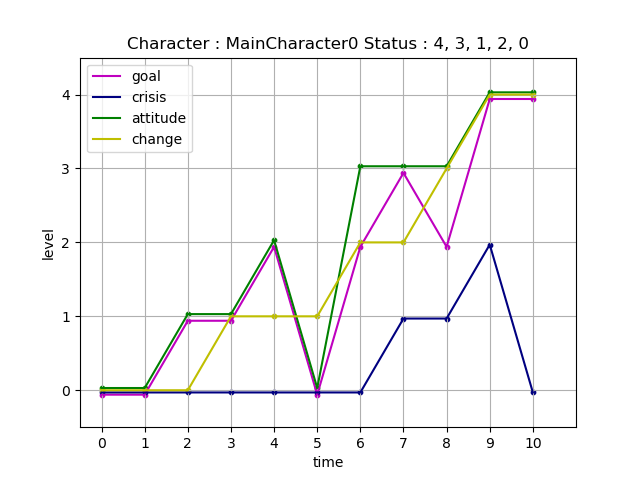 Character : MainCharacter0 Status : 4, 3, 1, 2, 0
goal
crisis
attitude
change
level
4
3
2
1
0
0 1 2 3 4 5 6 7 8 9 10
time